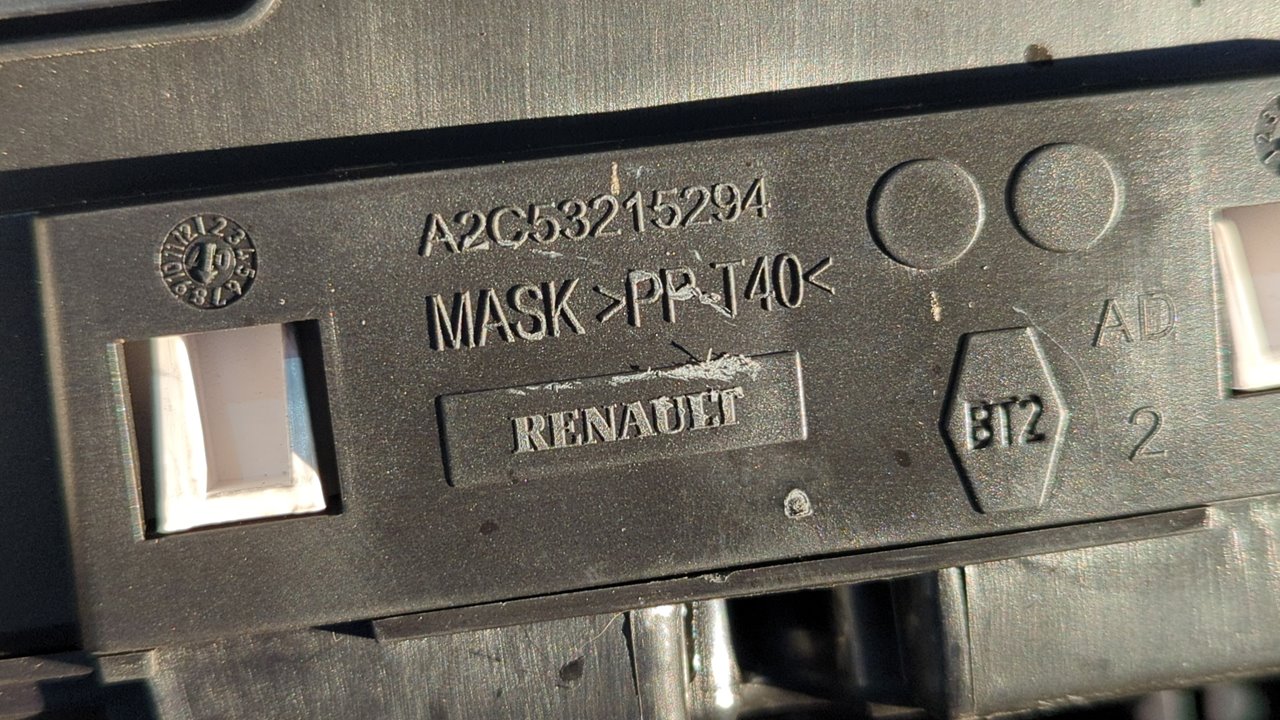 A2C53215294
MASK >PP-T40<
RENAULT
BT2
AD
2